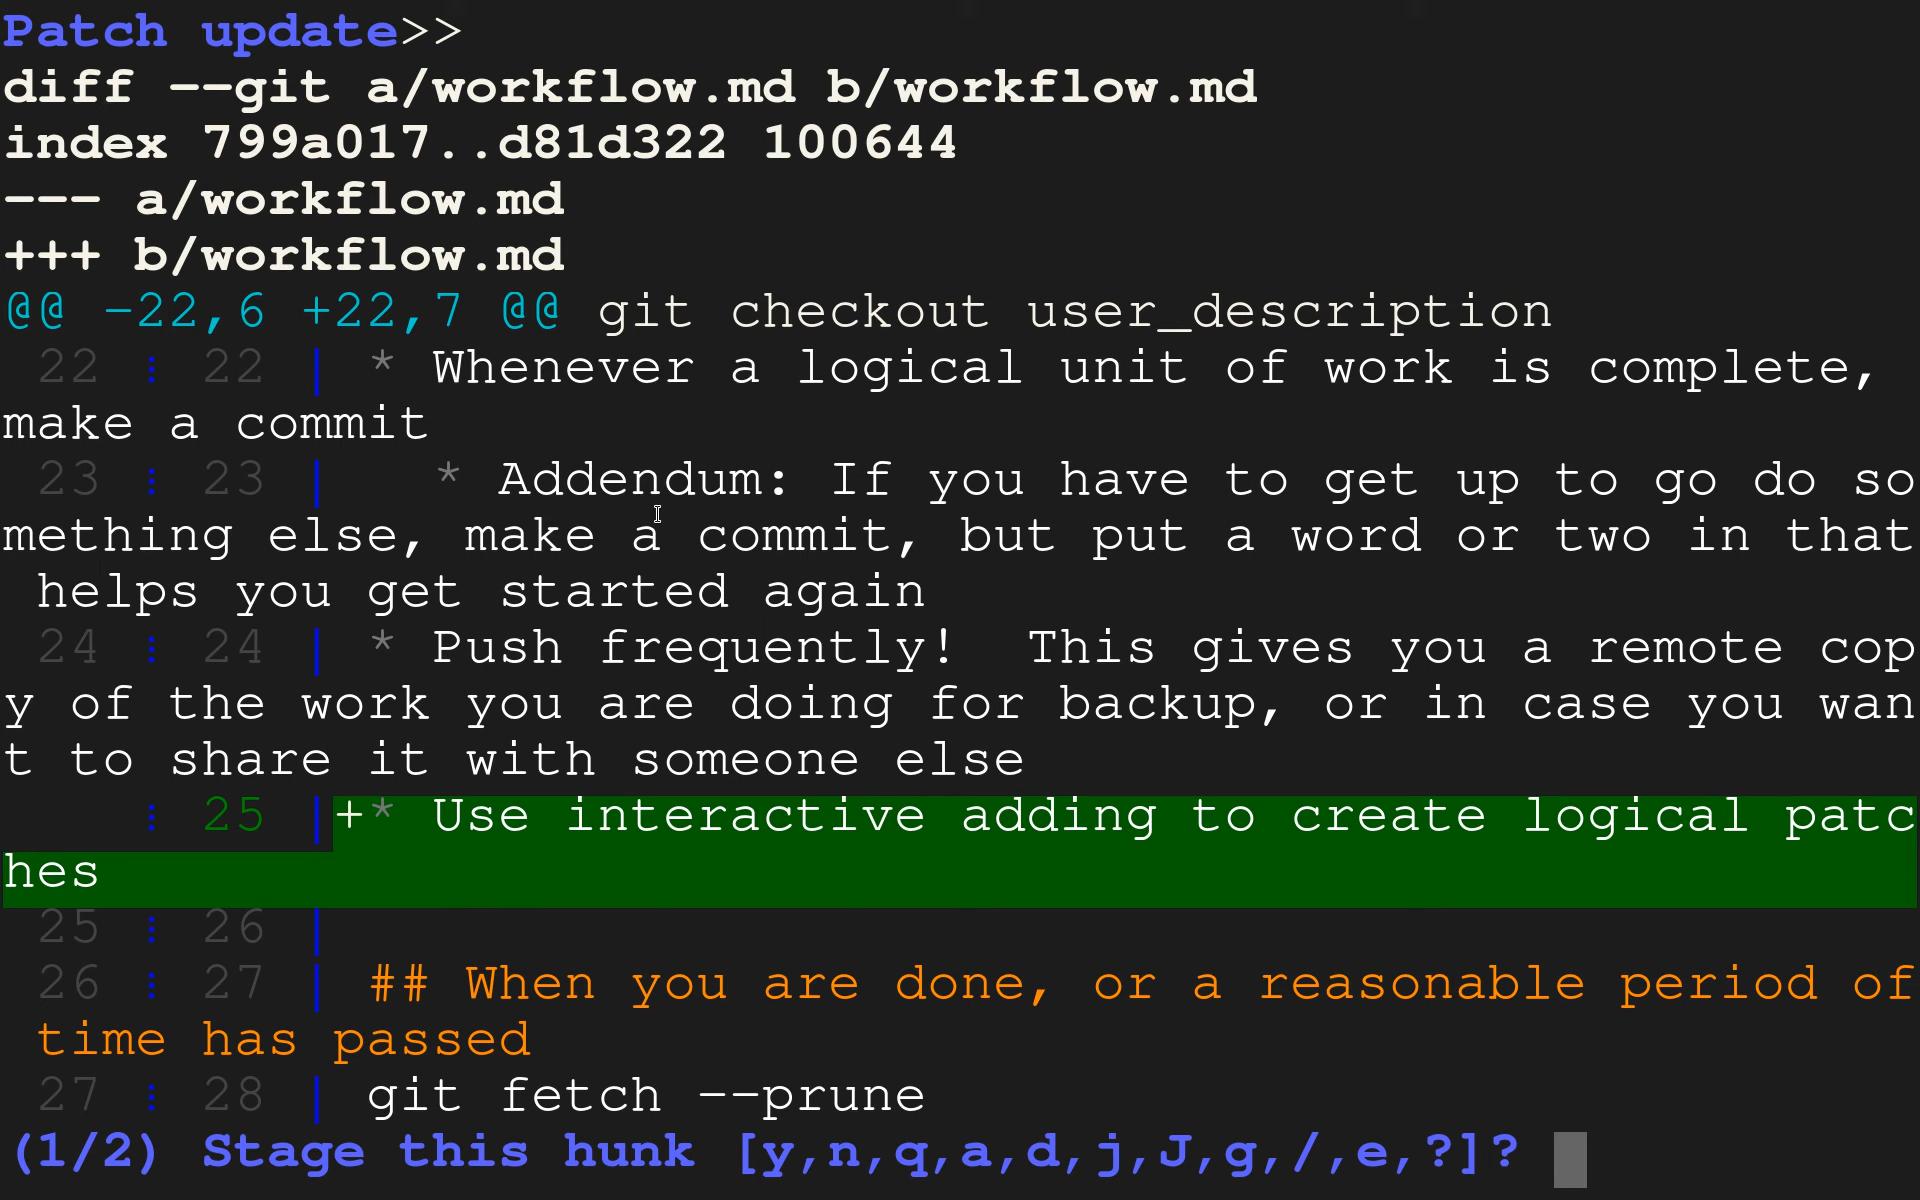 Patch update>>
diff --git a/workflow.md b/workflow.md
index 799a017..d81d322 100644
--- a/workflow.md
+++ b/workflow.md
@@ -22,6 +22,7 @@ git checkout user_description
 22 ⋮ 22 | * Whenever a logical unit of work is complete,
make a commit
 23 ⋮ 23 |   * Addendum: If you have to get up to go do so
mething else, make a commit, but put a word or two in that
 helps you get started again
 24 ⋮ 24 | * Push frequently!  This gives you a remote cop
y of the work you are doing for backup, or in case you wan
t to share it with someone else
    ⋮ 25 |+* Use interactive adding to create logical patc
hes
 25 ⋮ 26 |
 26 ⋮ 27 | ## When you are done, or a reasonable period of
 time has passed
 27 ⋮ 28 | git fetch --prune
(1/2) Stage this hunk [y,n,q,a,d,j,J,g,/,e,?]?